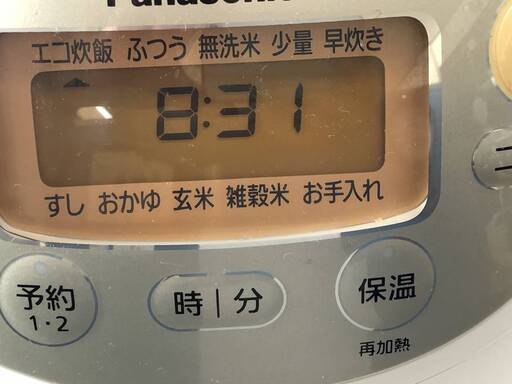 Panasonic
エコ炊飯 ふつう 無洗米 少量 早炊き
8:31
すし おかゆ 玄米 雑穀米 お手入れ
予約
1・2
時|分
保温
再加熱